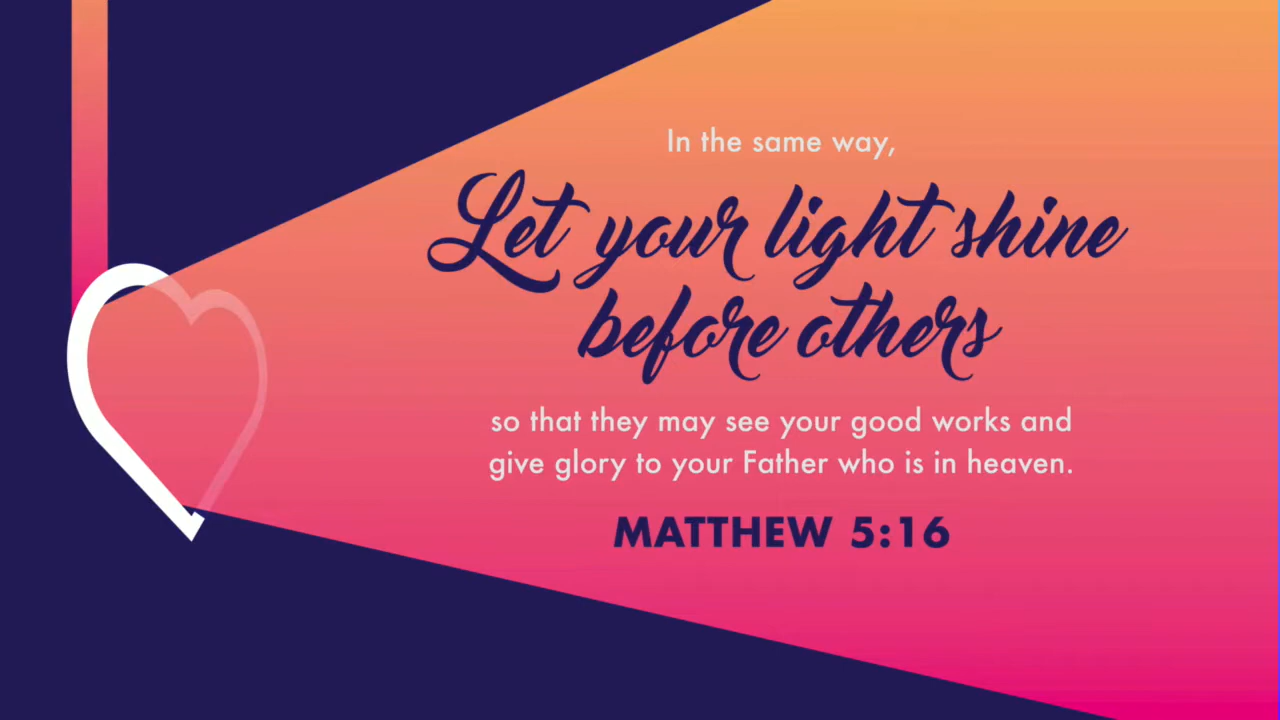 In the same way,
Let your light shine
before others
so that they may see your good works and
give glory to your Father who is in heaven.
MATTHEW 5:16